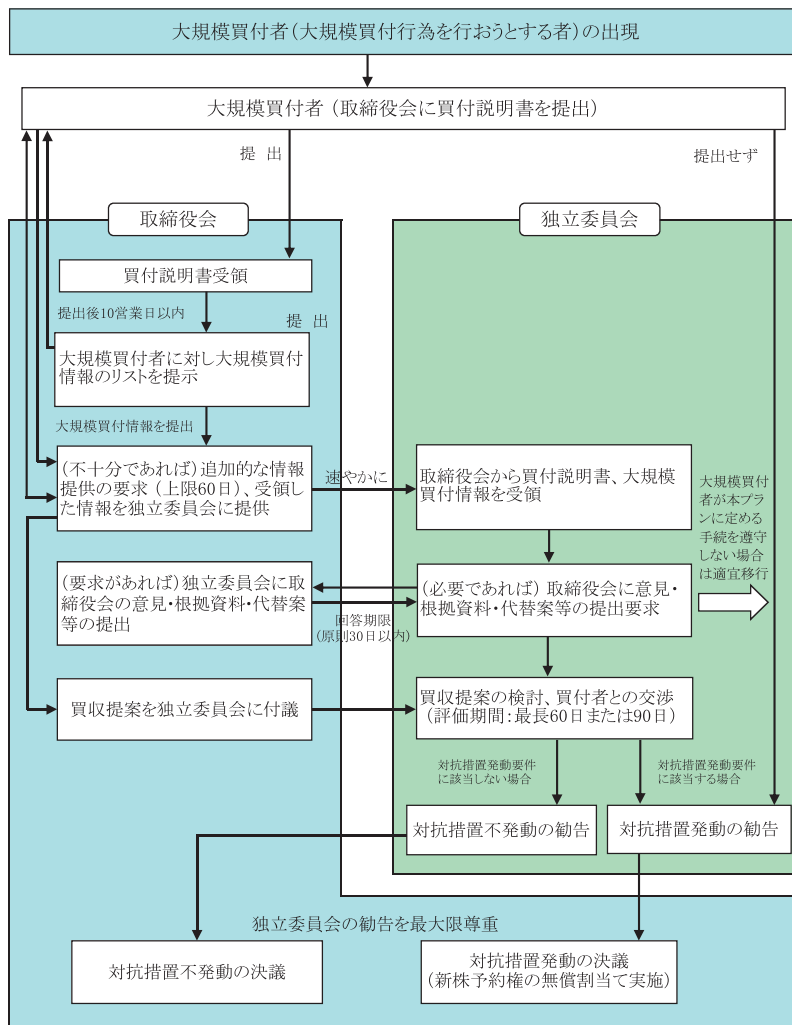 大規模買付者（大規模買付行為を行おうとする者）の出現
大規模買付者（取締役会に買付説明書を提出）
提 出
提出せず
取締役会
独立委員会
買付説明書受領
提出後10営業日以内
提 出
大規模買付者に対し大規模買付
情報のリストを提示
大規模買付情報を提出
（不十分であれば）追加的な情報
提供の要求（上限60日）、受領し
た情報を独立委員会に提供
速やかに
取締役会から買付説明書、大規模
買付情報を受領
大規模買付
者が本プラ
ンに定める
手続を遵守
しない場合
は適宜移行
（要求があれば）独立委員会に取
締役会の意見・根拠資料・代替案
等の提出
回答期限
（原則30日以内）
（必要であれば）取締役会に意見・
根拠資料・代替案等の提出要求
買収提案を独立委員会に付議
買収提案の検討、買付者との交渉
（評価期間：最長60日または90日）
対抗措置発動要件
に該当しない場合
対抗措置発動要件
に該当する場合
対抗措置不発動の勧告
対抗措置発動の勧告
独立委員会の勧告を最大限尊重
対抗措置不発動の決議
対抗措置発動の決議
（新株予約権の無償割当て実施）